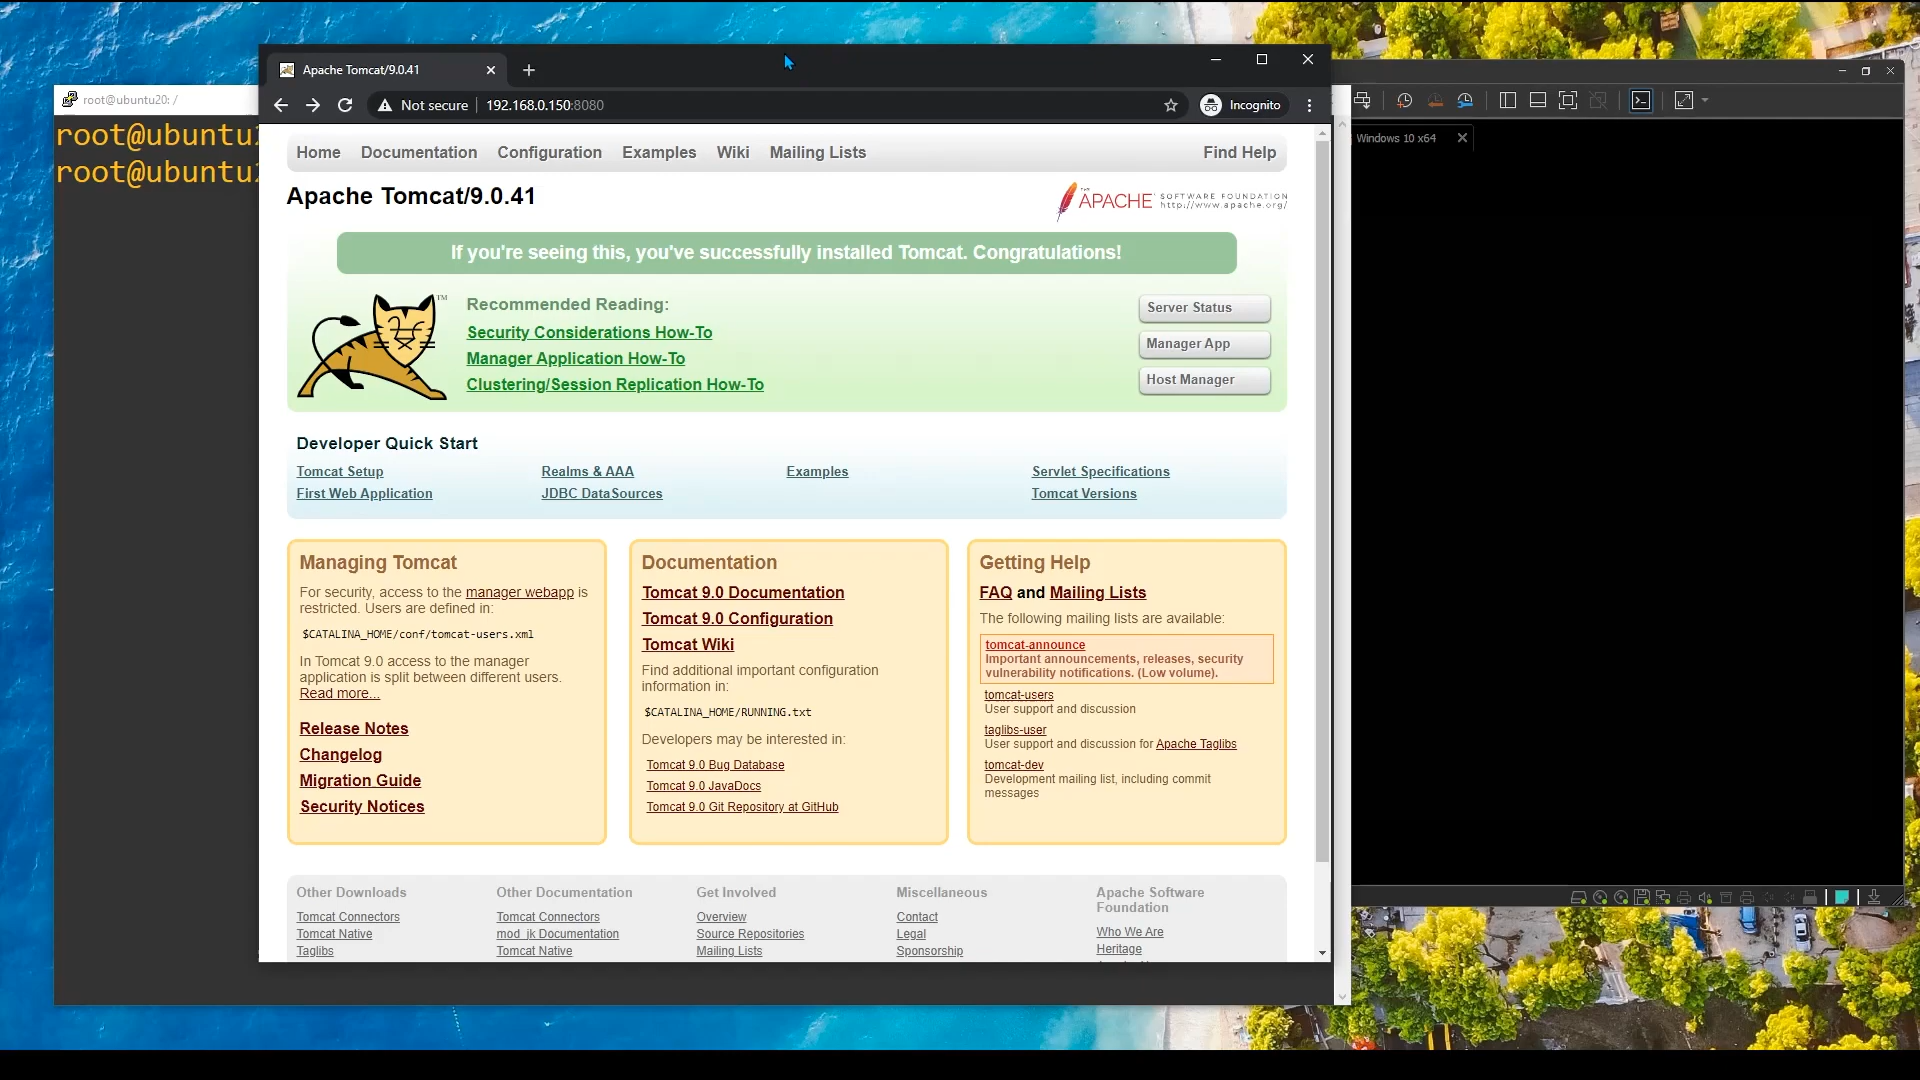 Apache Tomcat/9.0.41
root@ubuntu20: /
Not secure
192.168.0.150:8080
Incognito
root@ubuntu
root@ubuntu
Windows 10 x64
Home
Documentation
Configuration
Examples
Wiki
Mailing Lists
Find Help
Apache Tomcat/9.0.41
THE
APACHE
SOFTWARE FOUNDATION
http://www.apache.org/
If you're seeing this, you've successfully installed Tomcat. Congratulations!
TM
Recommended Reading:
Security Considerations How-To
Manager Application How-To
Clustering/Session Replication How-To
Server Status
Manager App
Host Manager
Developer Quick Start
Tomcat Setup
First Web Application
Realms & AAA
JDBC DataSources
Examples
Servlet Specifications
Tomcat Versions
Managing Tomcat
For security, access to the manager webapp is
restricted. Users are defined in:
$CATALINA_HOME/conf/tomcat-users.xml
In Tomcat 9.0 access to the manager
application is split between different users.
Read more...
Release Notes
Changelog
Migration Guide
Security Notices
Documentation
Tomcat 9.0 Documentation
Tomcat 9.0 Configuration
Tomcat Wiki
Find additional important configuration
information in:
$CATALINA_HOME/RUNNING.txt
Developers may be interested in:
Tomcat 9.0 Bug Database
Tomcat 9.0 JavaDocs
Tomcat 9.0 Git Repository at GitHub
Getting Help
FAQ and Mailing Lists
The following mailing lists are available:
tomcat-announce
Important announcements, releases, security
vulnerability notifications. (Low volume).
tomcat-users
User support and discussion
taglibs-user
User support and discussion for Apache Taglibs
tomcat-dev
Development mailing list, including commit
messages
Other Downloads
Tomcat Connectors
Tomcat Native
Taglibs
Other Documentation
Tomcat Connectors
mod_jk Documentation
Tomcat Native
Get Involved
Overview
Source Repositories
Mailing Lists
Miscellaneous
Contact
Legal
Sponsorship
Apache Software
Foundation
Who We Are
Heritage